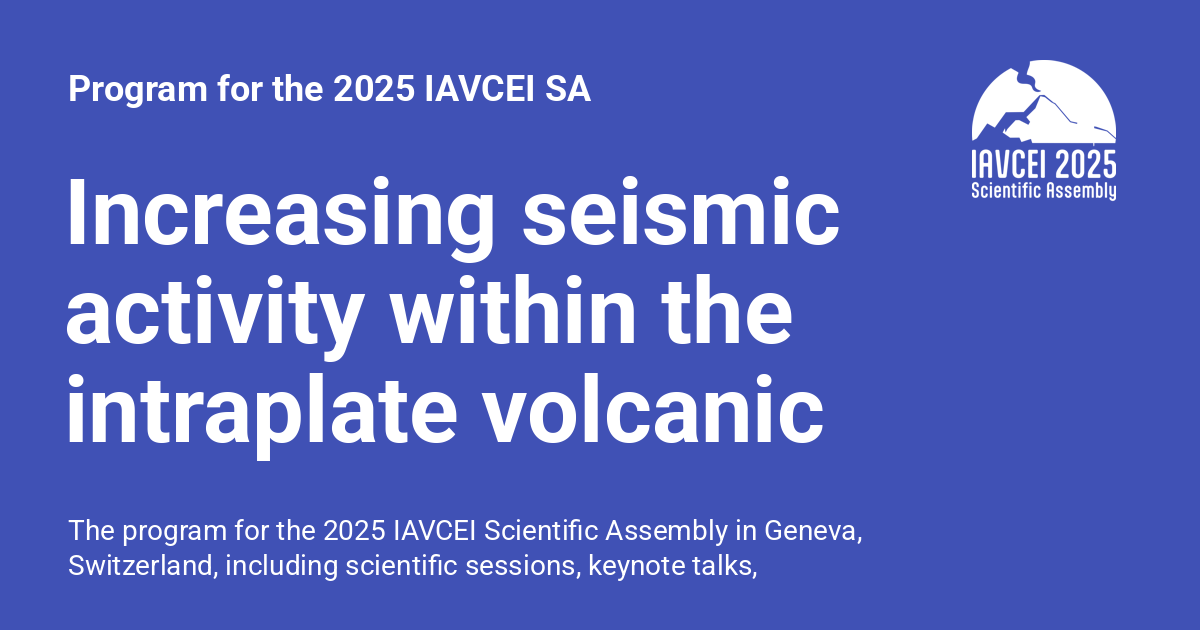 Program for the 2025 IAVCEI SA
IAVCEI 2025
Scientific Assembly
Increasing seismic
activity within the
intraplate volcanic
The program for the 2025 IAVCEI Scientific Assembly in Geneva,
Switzerland, including scientific sessions, keynote talks,